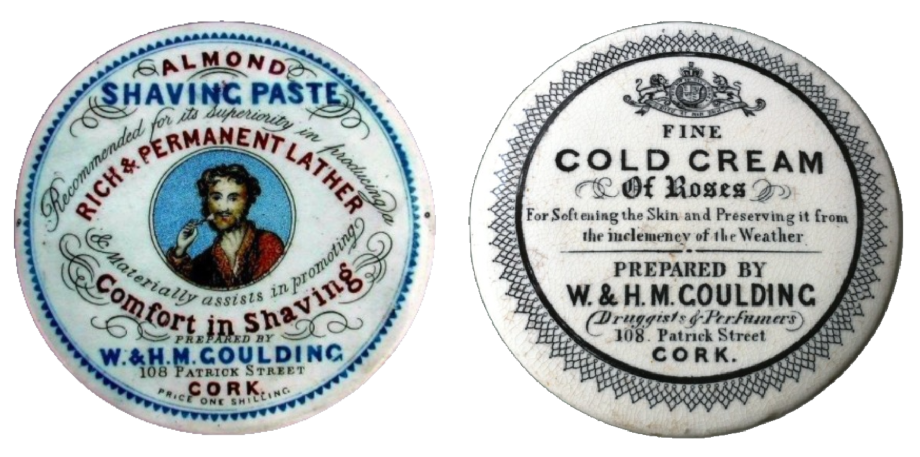 ALMOND
SHAVING PASTE
Recommended for its superiority in producing a
RICH & PERMANENT LATHER
& Materially assists in promoting
Comfort in Shaving
PREPARED BY
W. & H. M. GOULDING
108 PATRICK STREET
CORK.
PRICE ONE SHILLING
FINE
COLD CREAM
Of Roses
For Softening the Skin and Preserving it from
the inclemency of the Weather
PREPARED BY
W. & H. M. GOULDING
Druggists & Perfumers
108. Patrick Street
CORK.